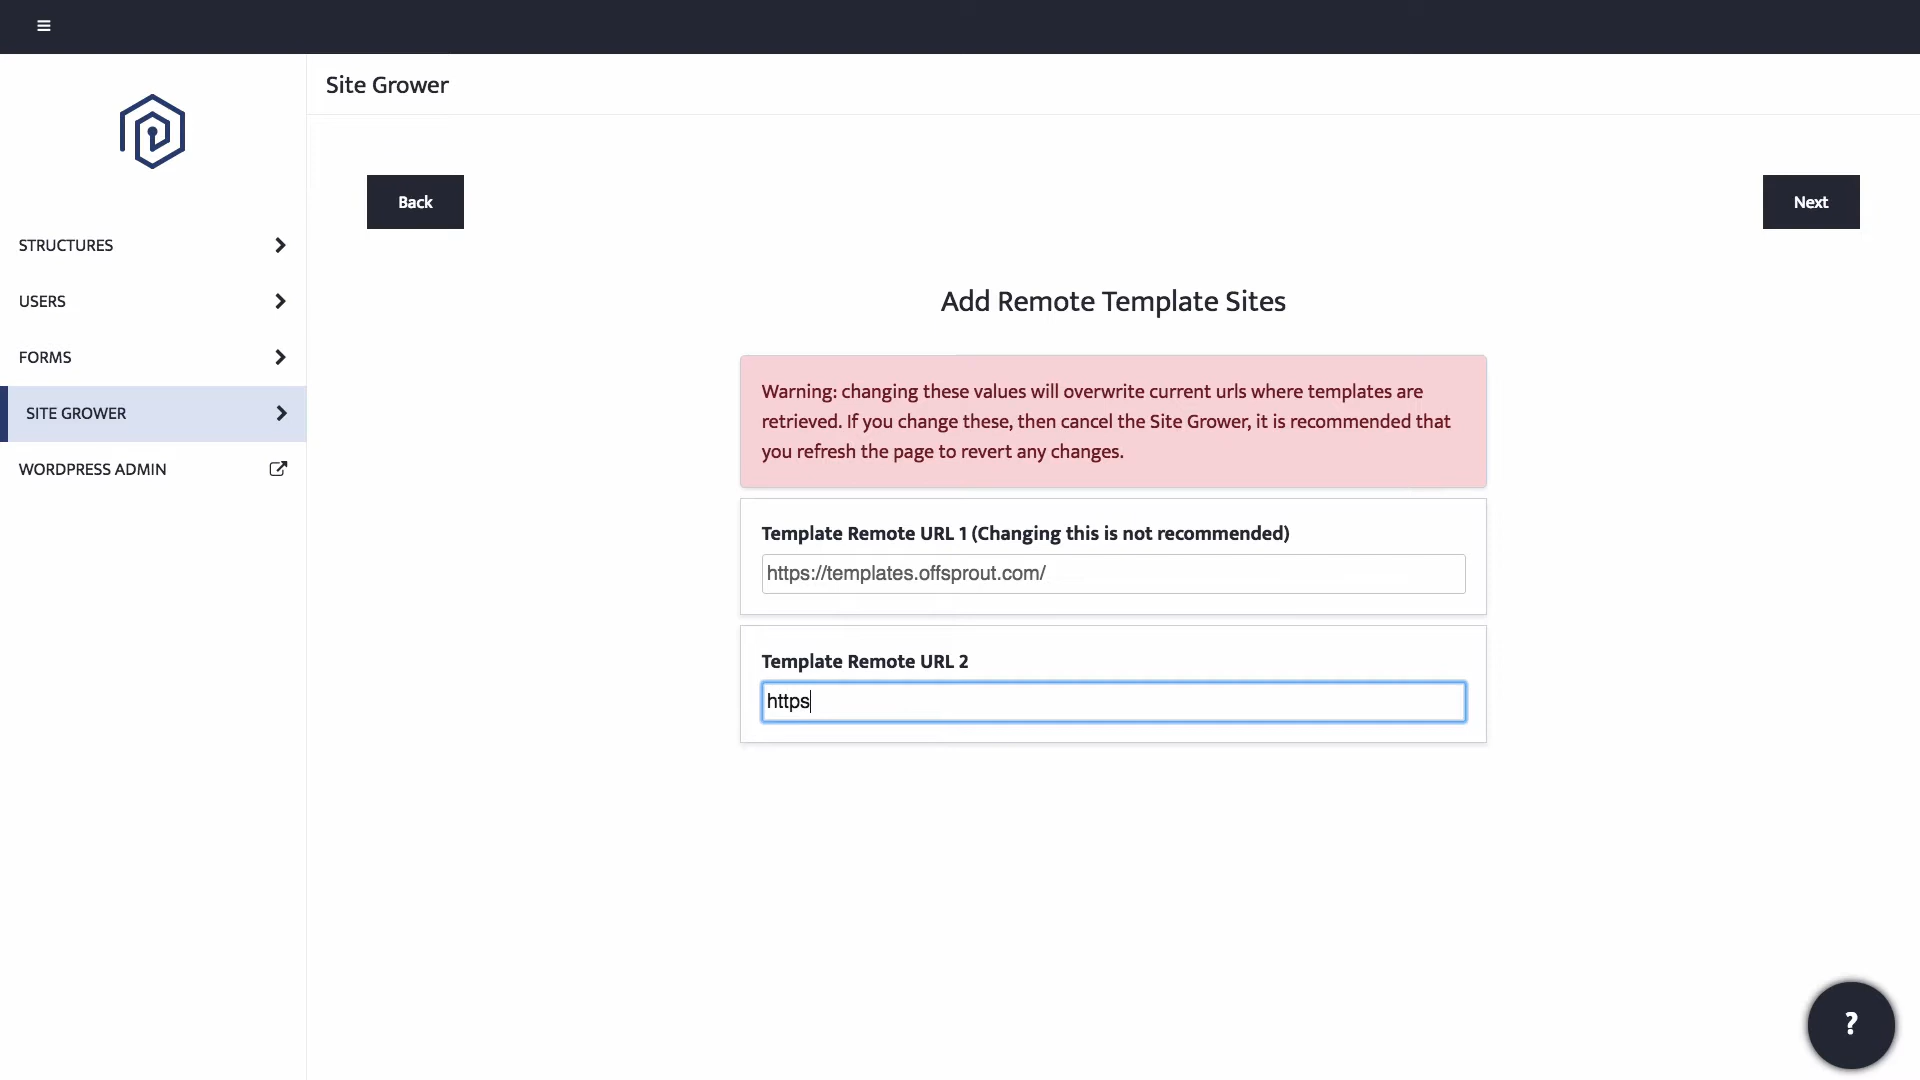 Site Grower
Back
Next
STRUCTURES
USERS
FORMS
SITE GROWER
WORDPRESS ADMIN
Add Remote Template Sites
Warning: changing these values will overwrite current urls where templates are
retrieved. If you change these, then cancel the Site Grower, it is recommended that
you refresh the page to revert any changes.
Template Remote URL 1 (Changing this is not recommended)
https://templates.offsprout.com/
Template Remote URL 2
https
?